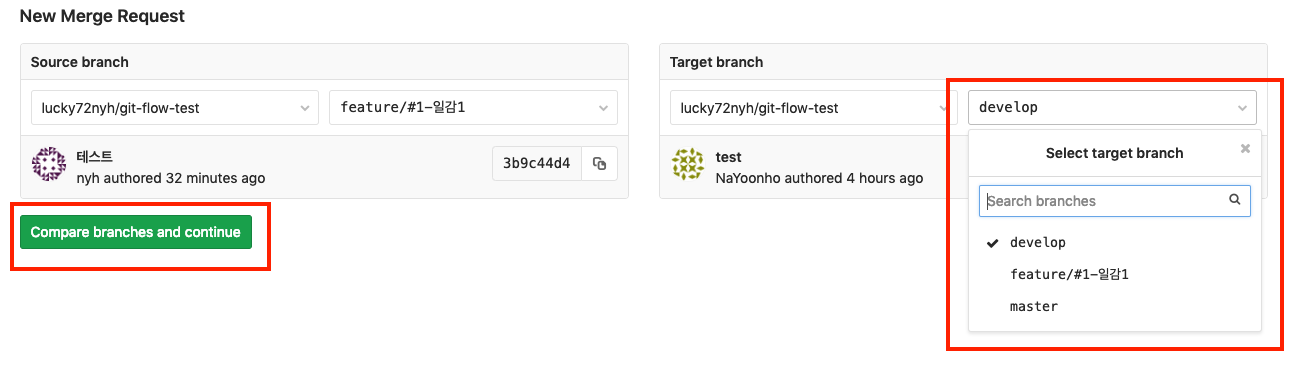 New Merge Request
Source branch
lucky72nyh/git-flow-test
feature/#1-일감1
테스트
nyh authored 32 minutes ago
3b9c44d4
Compare branches and continue
Target branch
lucky72nyh/git-flow-test
develop
test
NaYoonho authored 4 hours ago
Select target branch
Search branches
develop
feature/#1-일감1
master